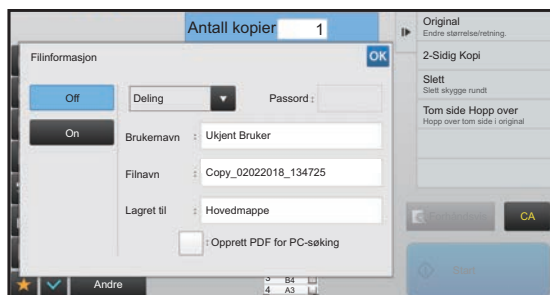 Antall kopier 1
Original
Endre størrelse/retning.
2-Sidig Kopi
Slett
Slett skygge rundt
Tom side Hopp over
Hopp over tom side i original
Filinformasjon
OK
Off
On
Deling
Passord :
Brukernavn : Ukjent Bruker
Filnavn : Copy_02022018_134725
Lagret til : Hovedmappe
: Opprett PDF for PC-søking
CA
Start
Andre
3 B4
4 A3